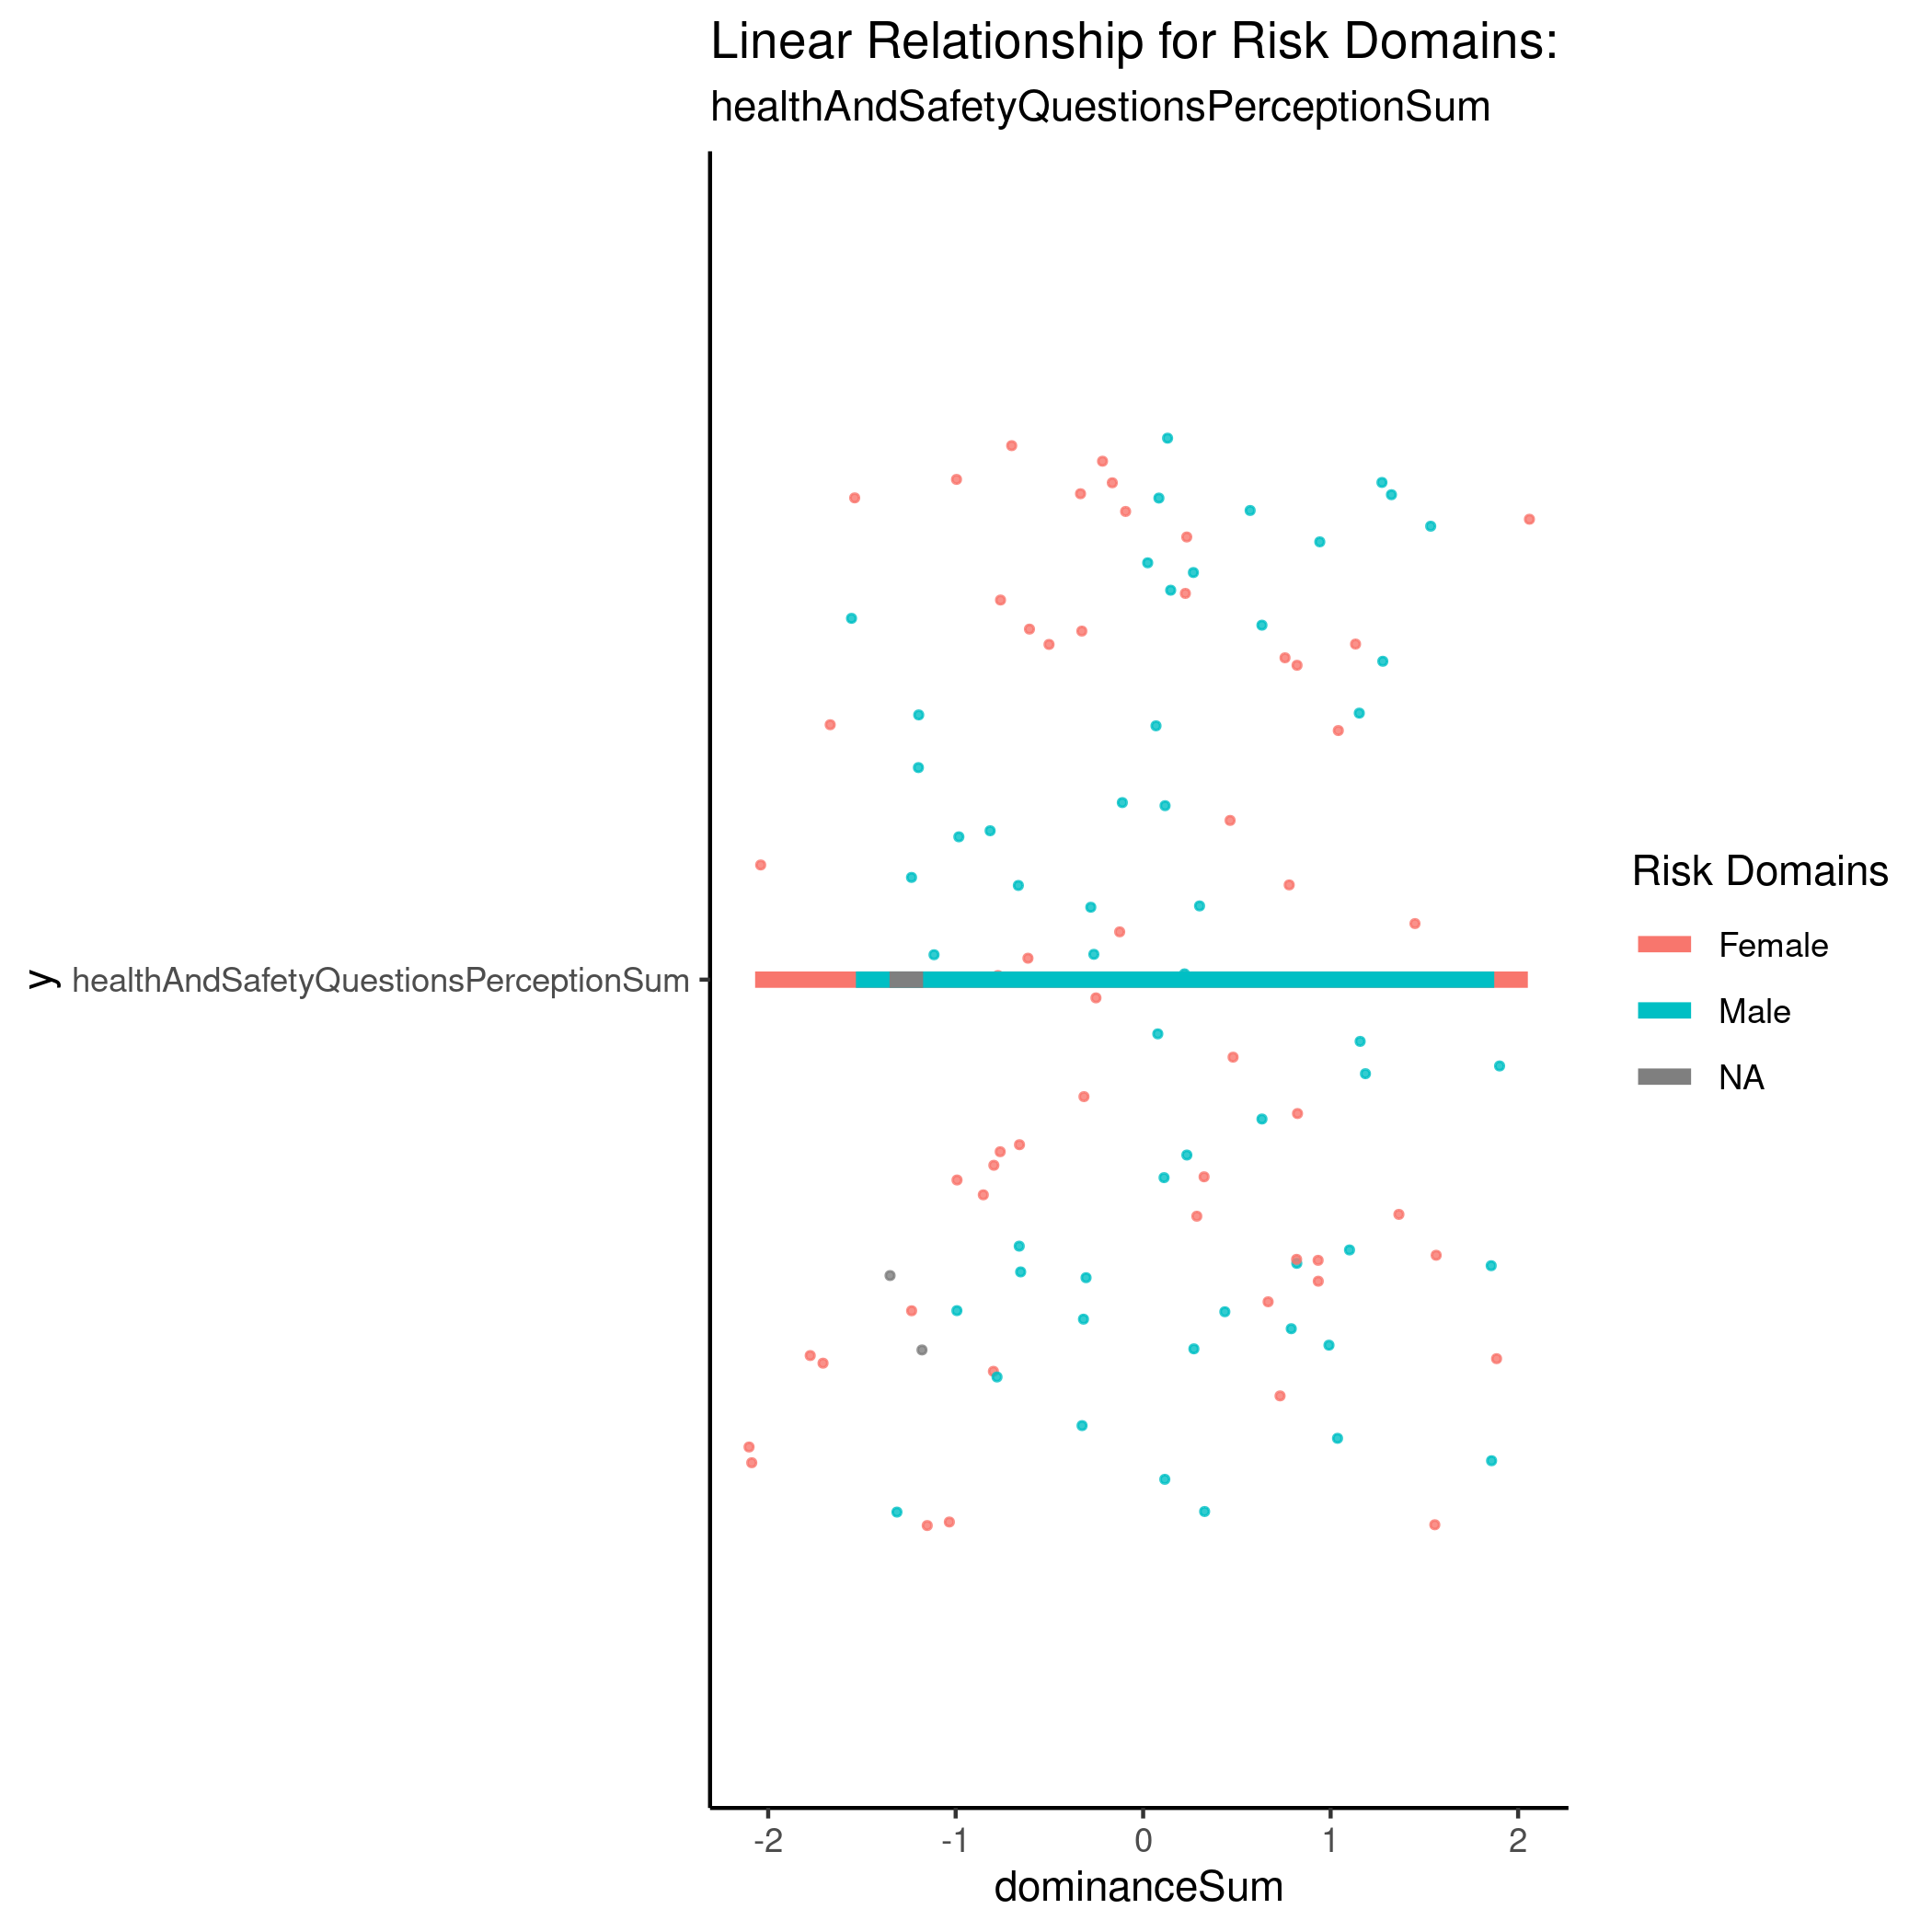 Linear Relationship for Risk Domains:
healthAndSafetyQuestionsPerceptionSum
y
healthAndSafetyQuestionsPerceptionSum
Risk Domains
Female
Male
NA
-2 -1 0 1 2
dominanceSum